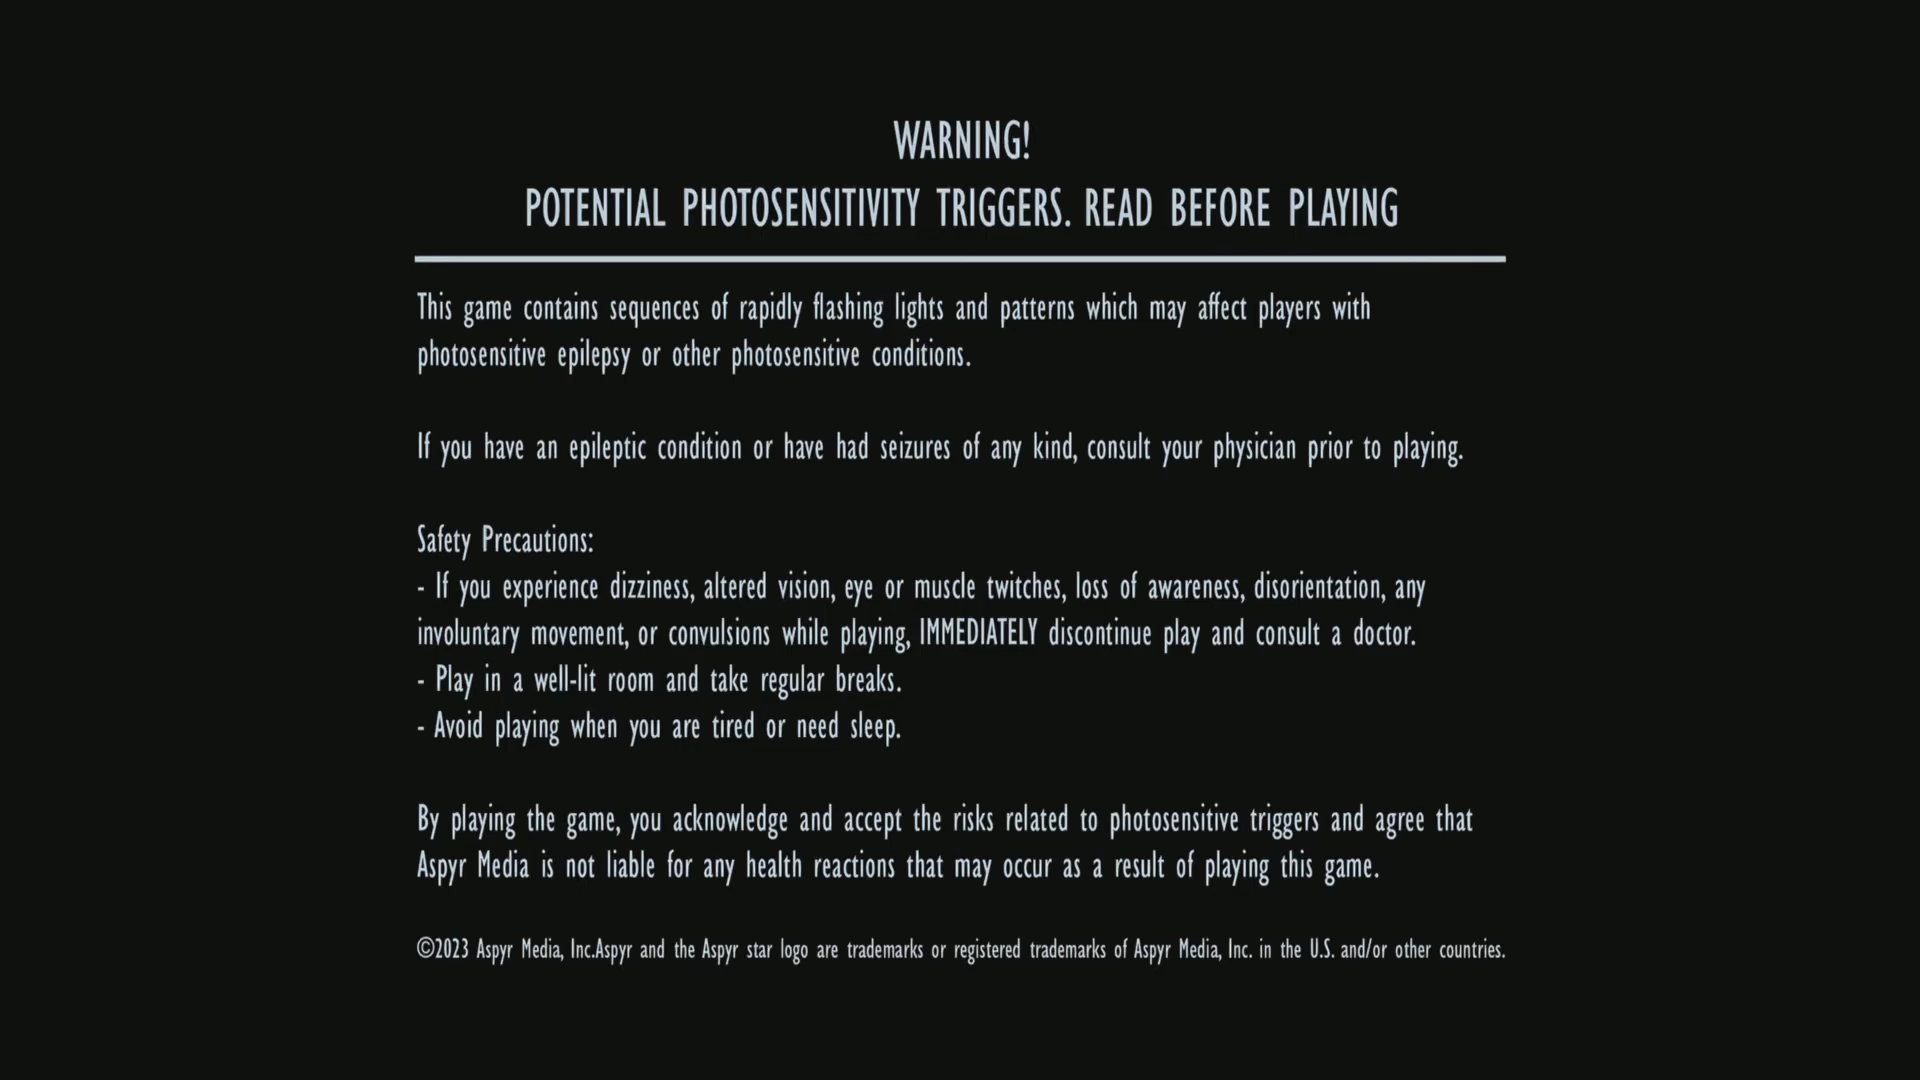 WARNING!
POTENTIAL PHOTOSENSITIVITY TRIGGERS. READ BEFORE PLAYING
This game contains sequences of rapidly flashing lights and patterns which may affect players with
photosensitive epilepsy or other photosensitive conditions.
If you have an epileptic condition or have had seizures of any kind, consult your physician prior to playing.
Safety Precautions:
- If you experience dizziness, altered vision, eye or muscle twitches, loss of awareness, disorientation, any
involuntary movement, or convulsions while playing, IMMEDIATELY discontinue play and consult a doctor.
- Play in a well-lit room and take regular breaks.
- Avoid playing when you are tired or need sleep.
By playing the game, you acknowledge and accept the risks related to photosensitive triggers and agree that
Aspyr Media is not liable for any health reactions that may occur as a result of playing this game.
©2023 Aspyr Media, Inc.Aspyr and the Aspyr star logo are trademarks or registered trademarks of Aspyr Media, Inc. in the U.S. and/or other countries.